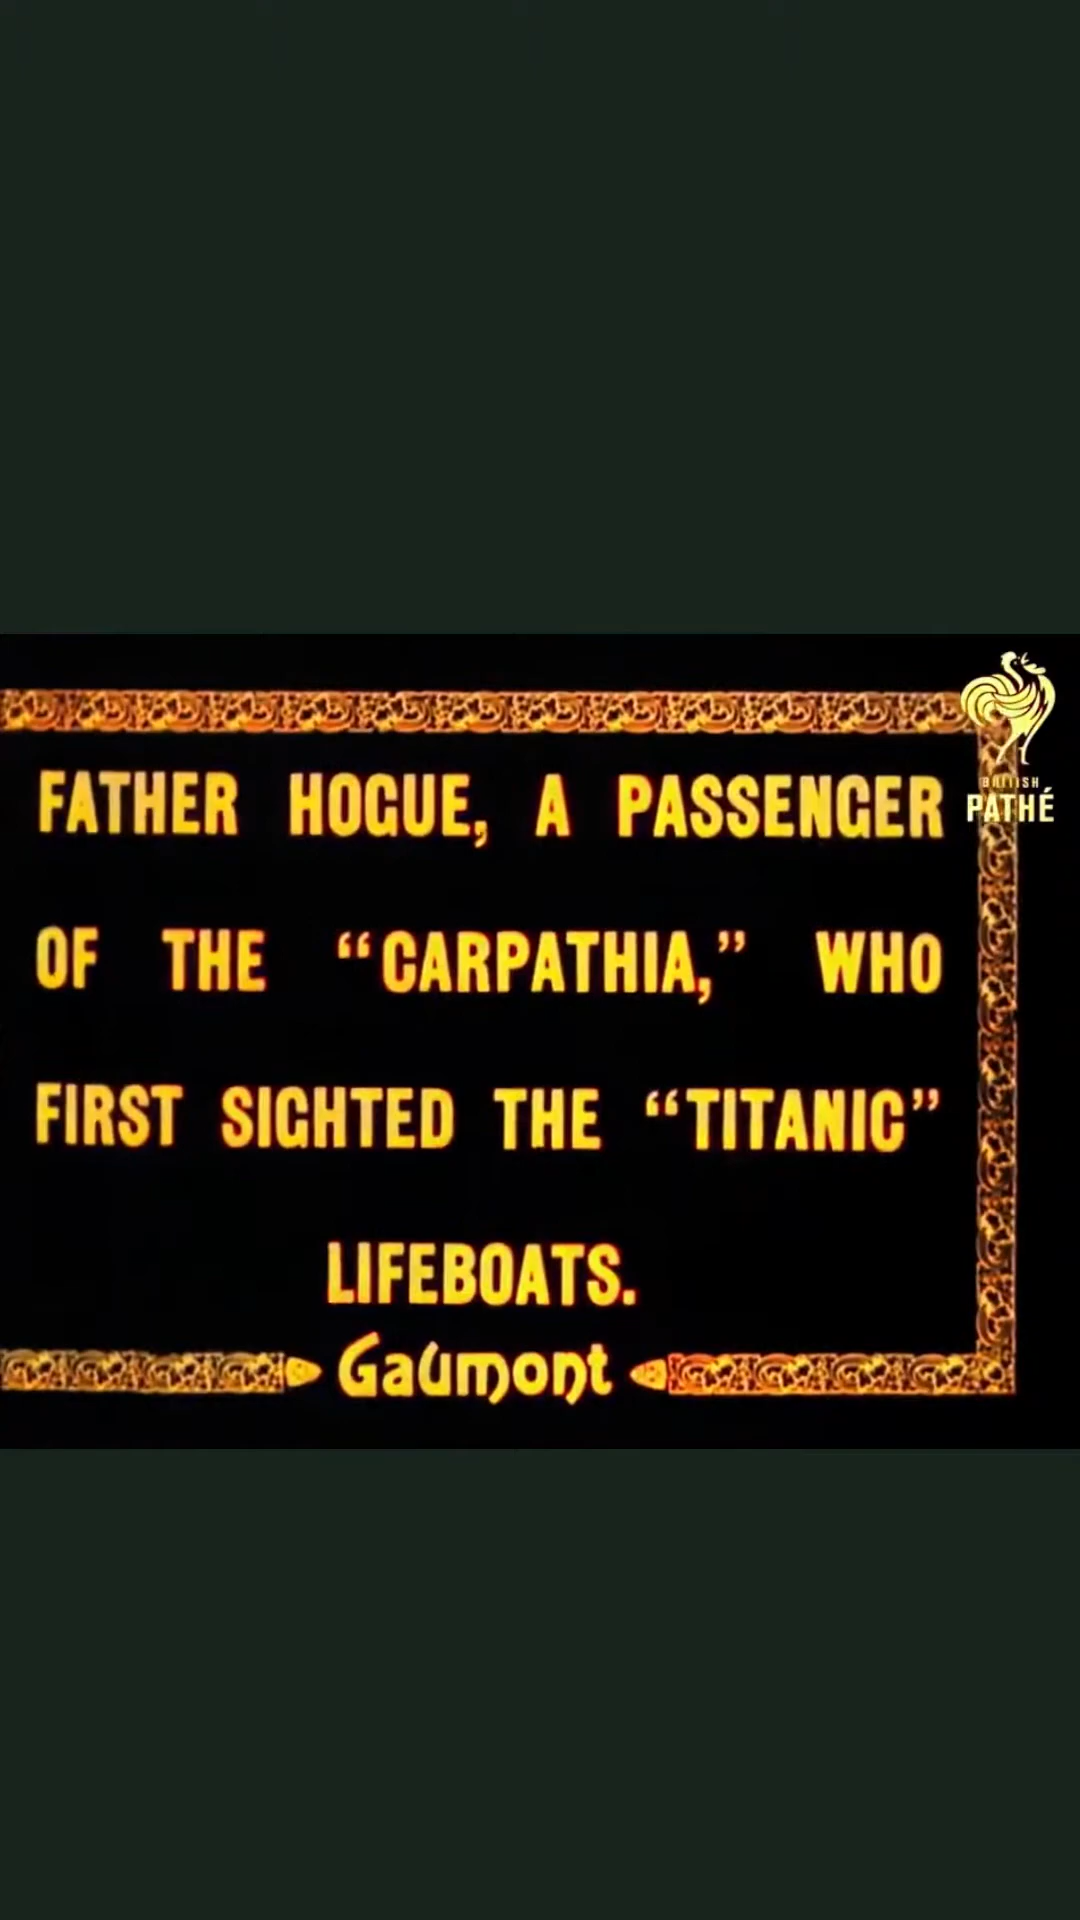 FATHER HOGUE, A PASSENGER
OF THE “CARPATHIA,” WHO
FIRST SIGHTED THE “TITANIC”
LIFEBOATS.
Gaumont
BRITISH
PATHÉ